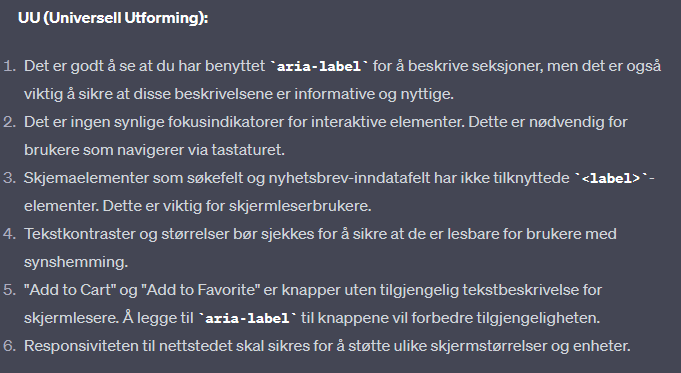 UU (Universell Utforming):
1. Det er godt å se at du har benyttet `aria-label` for å beskrive seksjoner, men det er også
viktig å sikre at disse beskrivelsene er informative og nyttige.
2. Det er ingen synlige fokusindikatorer for interaktive elementer. Dette er nødvendig for
brukere som navigerer via tastaturet.
3. Skjemaelementer som søkefelt og nyhetsbrev-inndatafelt har ikke tilknyttede `<label>`-
elementer. Dette er viktig for skjermleserbrukere.
4. Tekstkontraster og størrelser bør sjekkes for å sikre at de er lesbare for brukere med
synshemming.
5. "Add to Cart" og "Add to Favorite" er knapper uten tilgjengelig tekstbeskrivelse for
skjermlesere. Å legge til `aria-label` til knappene vil forbedre tilgjengeligheten.
6. Responsiviteten til nettstedet skal sikres for å støtte ulike skjermstørrelser og enheter.